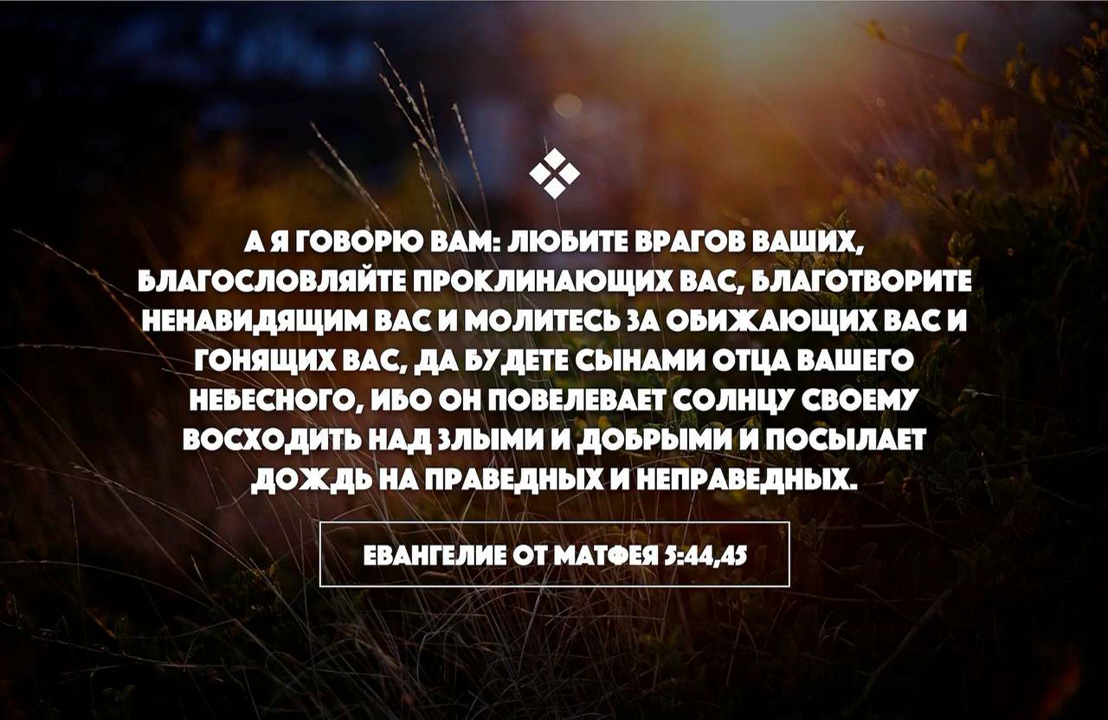 А Я ГОВОРЮ ВАМ: ЛЮБИТЕ ВРАГОВ ВАШИХ,
БЛАГОСЛОВЛЯЙТЕ ПРОКЛИНАЮЩИХ ВАС, БЛАГОТВОРИТЕ
НЕНАВИДЯЩИМ ВАС И МОЛИТЕСЬ ЗА ОБИЖАЮЩИХ ВАС И
ГОНЯЩИХ ВАС, ДА БУДЕТЕ СЫНАМИ ОТЦА ВАШЕГО
НЕБЕСНОГО, ИБО ОН ПОВЕЛЕВАЕТ СОЛНЦУ СВОЕМУ
ВОСХОДИТЬ НАД ЗЛЫМИ И ДОБРЫМИ И ПОСЫЛАЕТ
ДОЖДЬ НА ПРАВЕДНЫХ И НЕПРАВЕДНЫХ.
ЕВАНГЕЛИЕ ОТ МАТФЕЯ 5:44,45